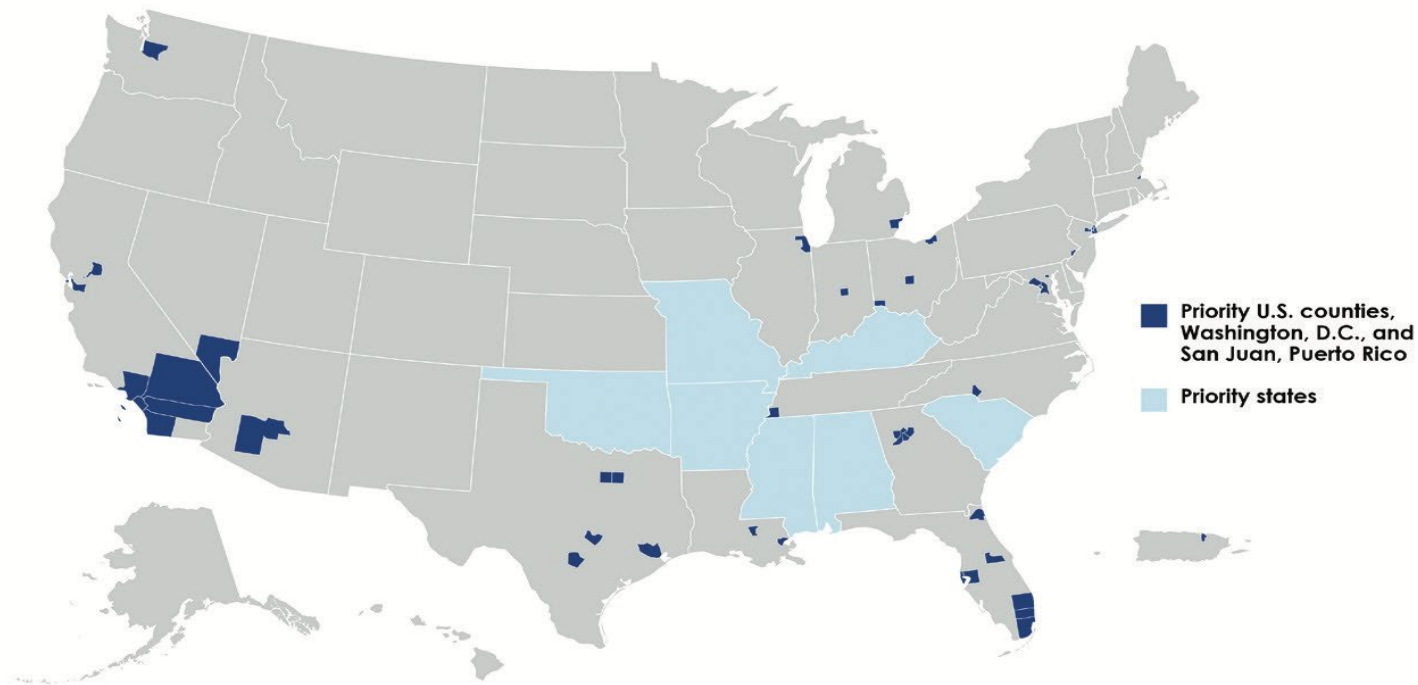 Priority U.S. counties,
Washington, D.C., and
San Juan, Puerto Rico
Priority states